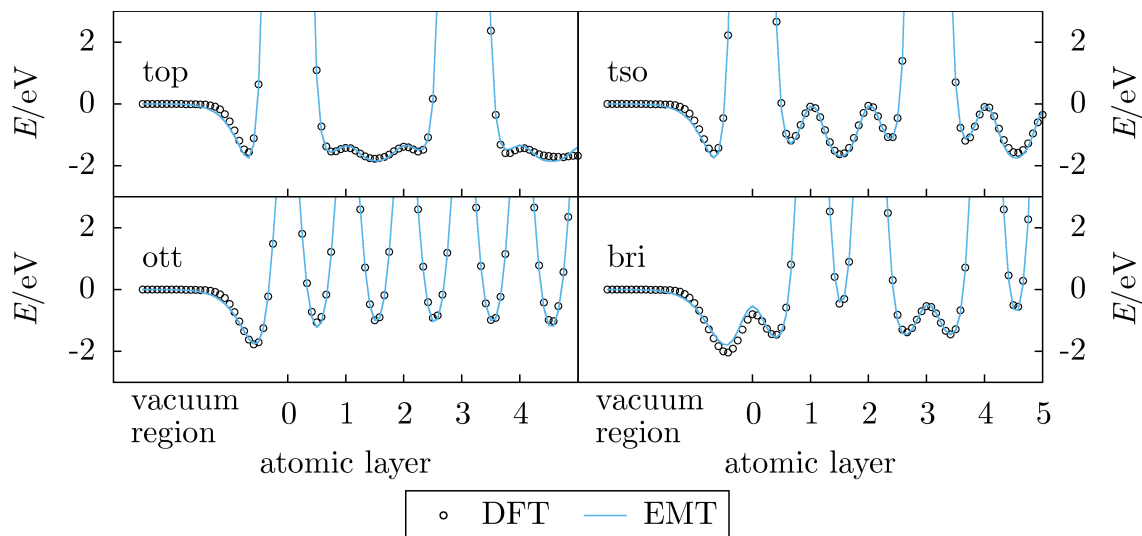 2 top tso 2
E/eV 0 0 E/eV
-2 -2
2 ott bri 2
E/eV 0 0 E/eV
-2 -2
vacuum region 0 1 2 3 4 vacuum region 0 1 2 3 4 5
atomic layer atomic layer
DFT EMT